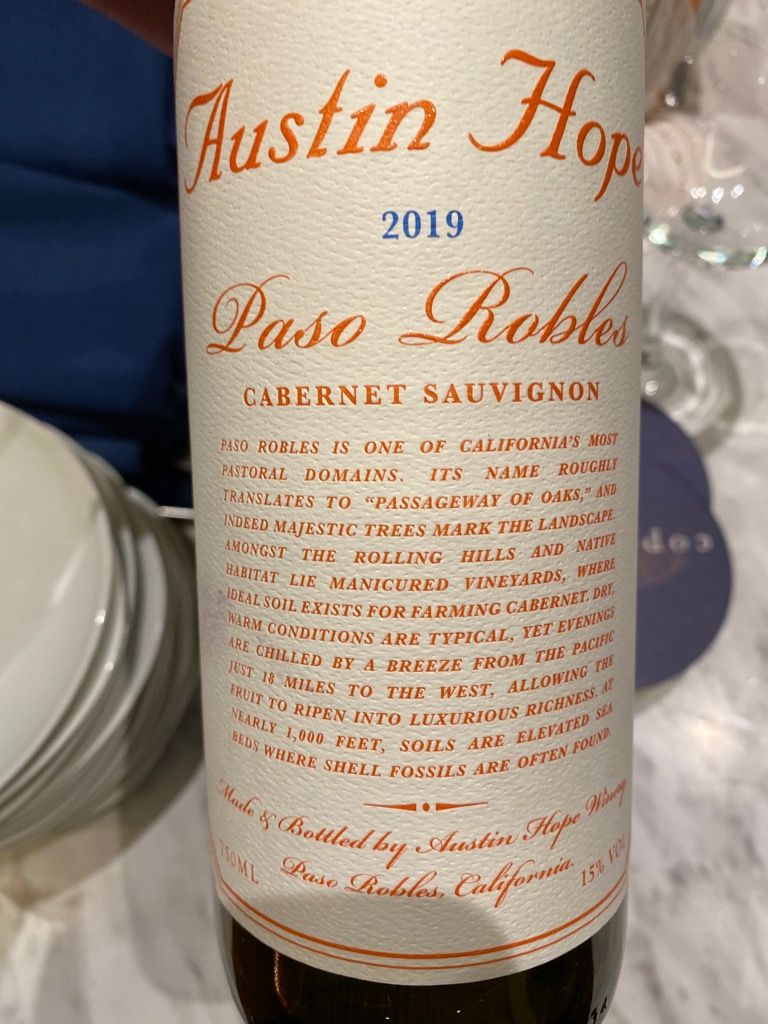 Austin Hope
2019
Paso Robles
CABERNET SAUVIGNON
PASO ROBLES IS ONE OF CALIFORNIA'S MOST
PASTORAL DOMAINS. ITS NAME ROUGHLY
TRANSLATES TO "PASSAGEWAY OF OAKS," AND
INDEED MAJESTIC TREES MARK THE LANDSCAPE.
AMONGST THE ROLLING HILLS AND NATIVE
HABITAT LIE MANICURED VINEYARDS, WHERE
IDEAL SOIL EXISTS FOR FARMING CABERNET. DRY,
WARM CONDITIONS ARE TYPICAL, YET EVENINGS
ARE CHILLED BY A BREEZE FROM THE PACIFIC
JUST 18 MILES TO THE WEST, ALLOWING THE
FRUIT TO RIPEN INTO LUXURIOUS RICHNESS. AT
NEARLY 1,000 FEET, SOILS ARE ELEVATED SEA
BEDS WHERE SHELL FOSSILS ARE OFTEN FOUND.
Made & Bottled by Austin Hope Winery
750ML Paso Robles, California. 15% VOL